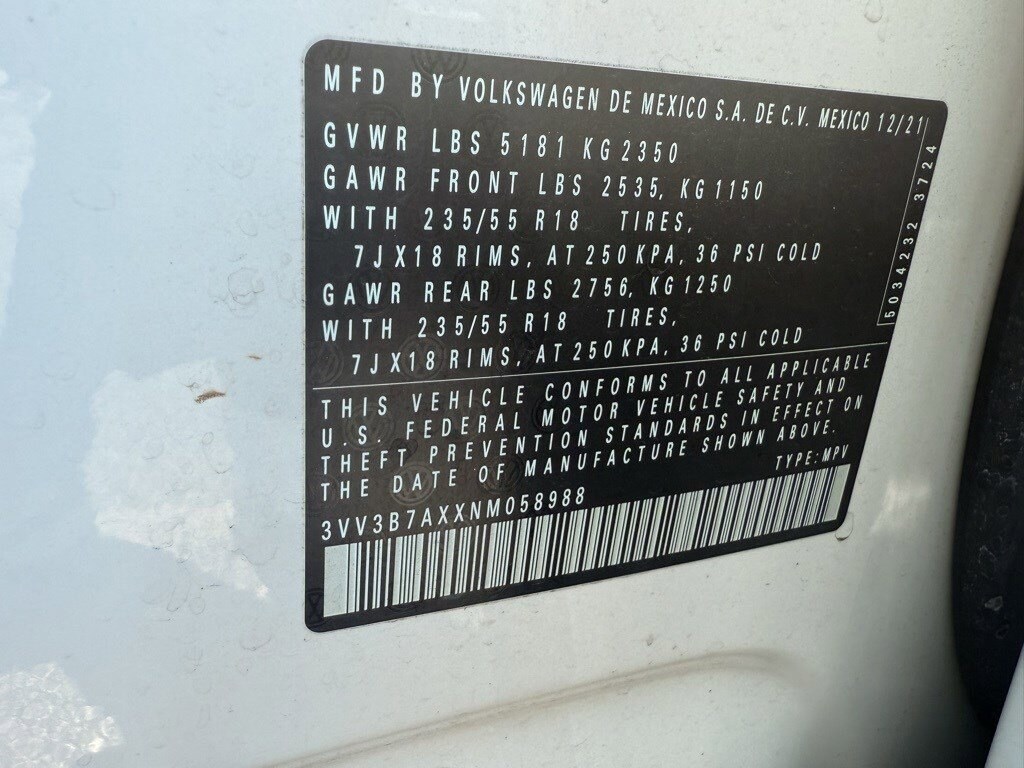 MFD BY VOLKSWAGEN DE MEXICO S.A. DE C.V. MEXICO 12/21
GVWR LBS 5181 KG 2350
GAWR FRONT LBS 2535, KG 1150
WITH 235/55 R18 TIRES,
7JX18 RIMS, AT 250 KPA, 36 PSI COLD
GAWR REAR LBS 2756, KG 1250
WITH 235/55 R18 TIRES,
7JX18 RIMS, AT 250 KPA, 36 PSI COLD
5034232 3724
THIS VEHICLE CONFORMS TO ALL APPLICABLE
U.S. FEDERAL MOTOR VEHICLE SAFETY AND
THEFT PREVENTION STANDARDS IN EFFECT ON
THE DATE OF MANUFACTURE SHOWN ABOVE.
TYPE: MPV
3VV3B7AXXNM058988